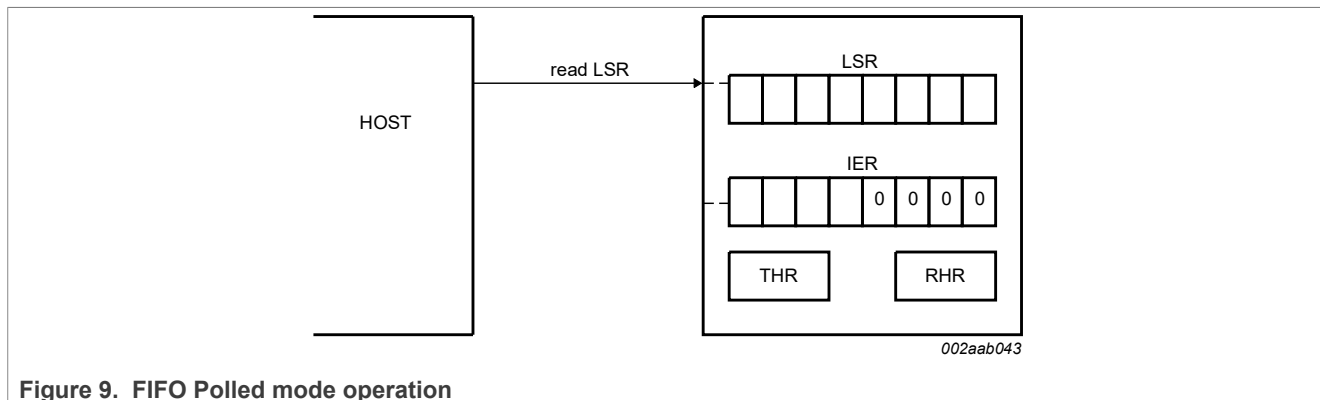 read LSR
LSR
HOST
IER
0 0 0 0
THR RHR
002aab043
Figure 9. FIFO Polled mode operation